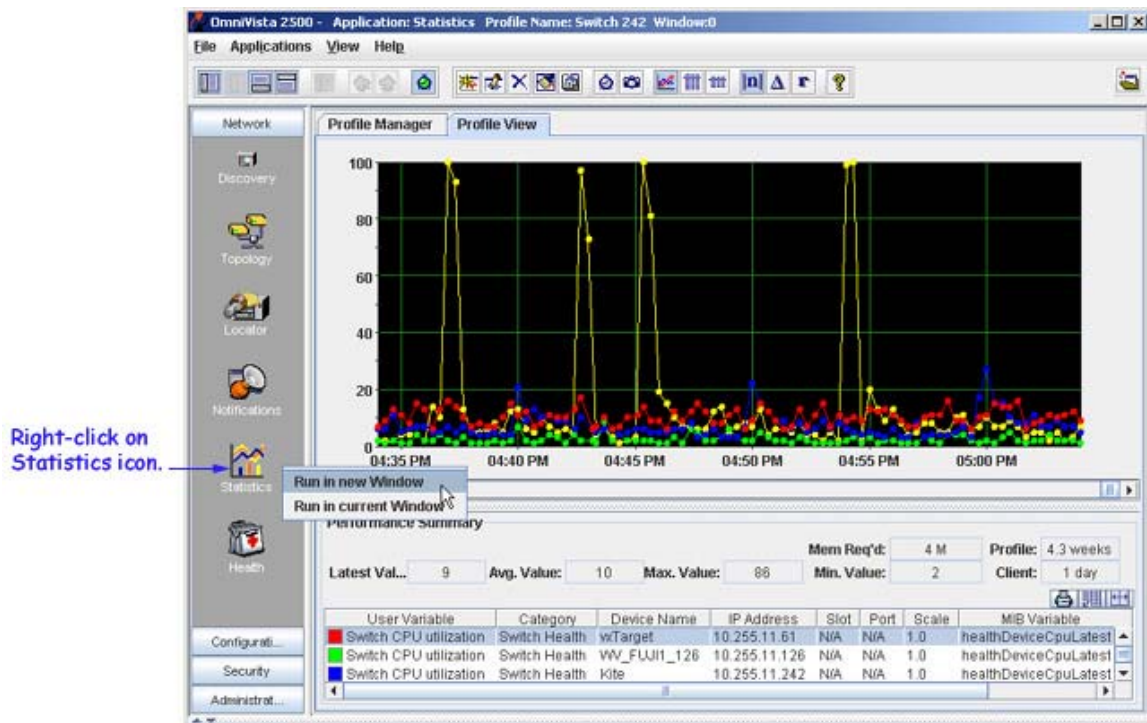 OmniVista 2500 - Application: Statistics Profile Name: Switch 242 Window:0
File Applications View Help
Network
Profile Manager Profile View
Discovery
Topology
Locator
Notifications
Right-click on
Statistics icon.
Statistics
Health
100
80
60
40
20
0
04:35 PM 04:40 PM 04:45 PM 04:50 PM 04:55 PM 05:00 PM
Run in new Window
Run in current Window
Performance Summary
Mem Req'd: 4 M Profile: 4.3 weeks
Latest Val... 9 Avg. Value: 10 Max. Value: 86 Min. Value: 2 Client: 1 day
User Variable Category Device Name IP Address Slot Port Scale MIB Variable
Switch CPU utilization Switch Health vxTarget 10.255.11.61 N/A N/A 1.0 healthDeviceCpuLatest
Switch CPU utilization Switch Health WV_FUJI1_126 10.255.11.126 N/A N/A 1.0 healthDeviceCpuLatest
Switch CPU utilization Switch Health Kite 10.255.11.242 N/A N/A 1.0 healthDeviceCpuLatest
Configurati...
Security
Administrat...